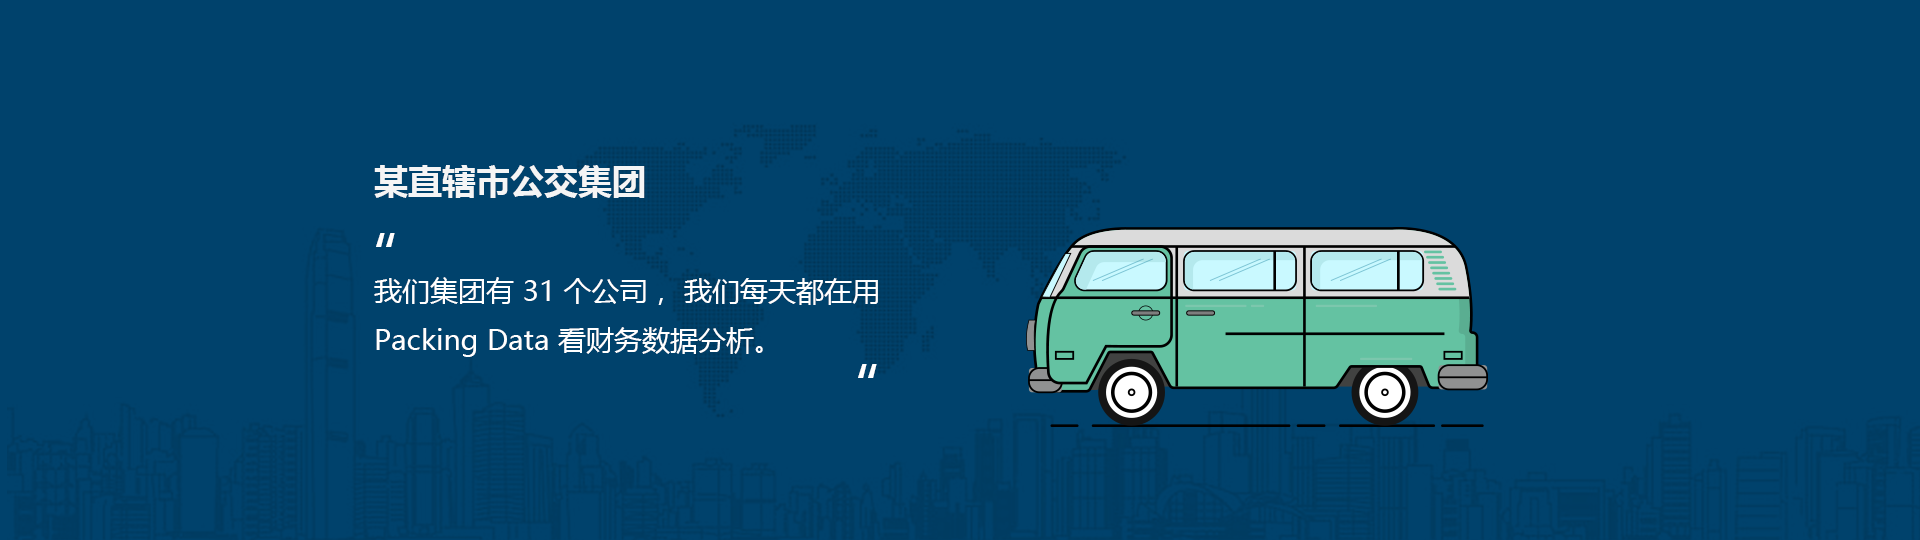 某直辖市公交集团
“
我们集团有 31 个公司，我们每天都在用
Packing Data 看财务数据分析。
“